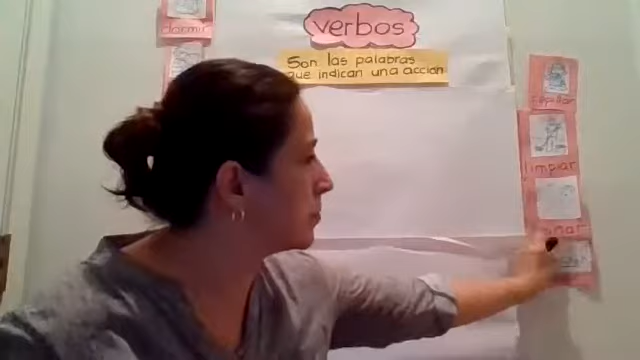 dormir
verbos
Son las palabras
que indican una acción
limpiar